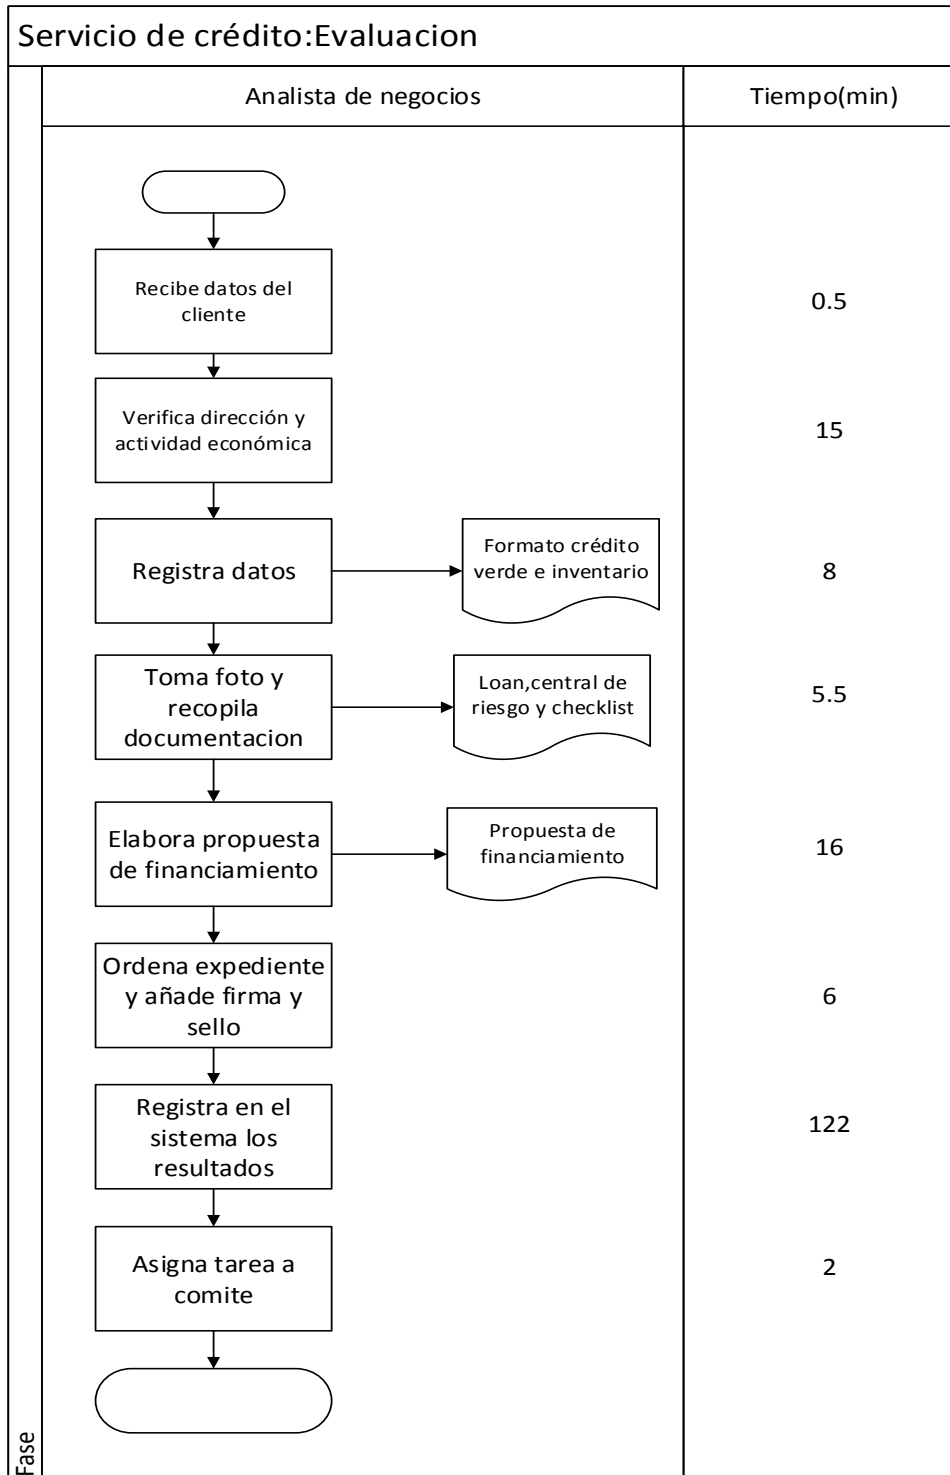 Servicio de crédito:Evaluacion
Analista de negocios
Tiempo(min)
Recibe datos del
cliente
0.5
Verifica dirección y
actividad económica
15
Registra datos
Formato crédito
verde e inventario
8
Toma foto y
recopila
documentacion
Loan,central de
riesgo y checklist
5.5
Elabora propuesta
de financiamiento
Propuesta de
financiamiento
16
Ordena expediente
y añade firma y
sello
6
Registra en el
sistema los
resultados
122
Asigna tarea a
comite
2
Fase